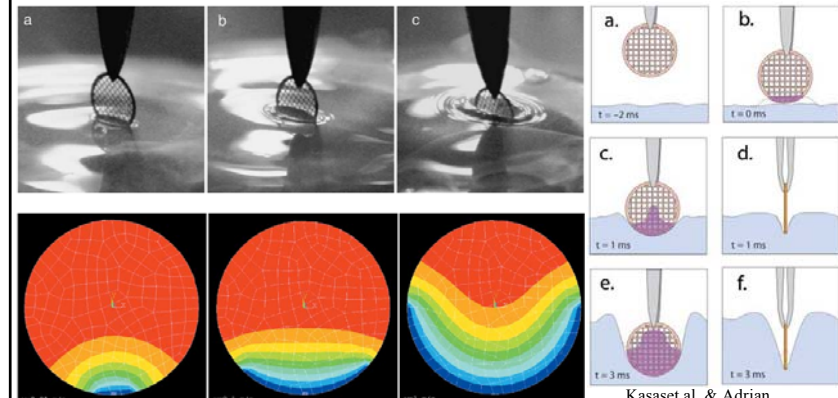 a
b
c
a.
t = −2 ms
b.
t = 0 ms
c.
t = 1 ms
d.
t = 1 ms
e.
t = 3 ms
f.
t = 3 ms
Kasaset al. & Adrian